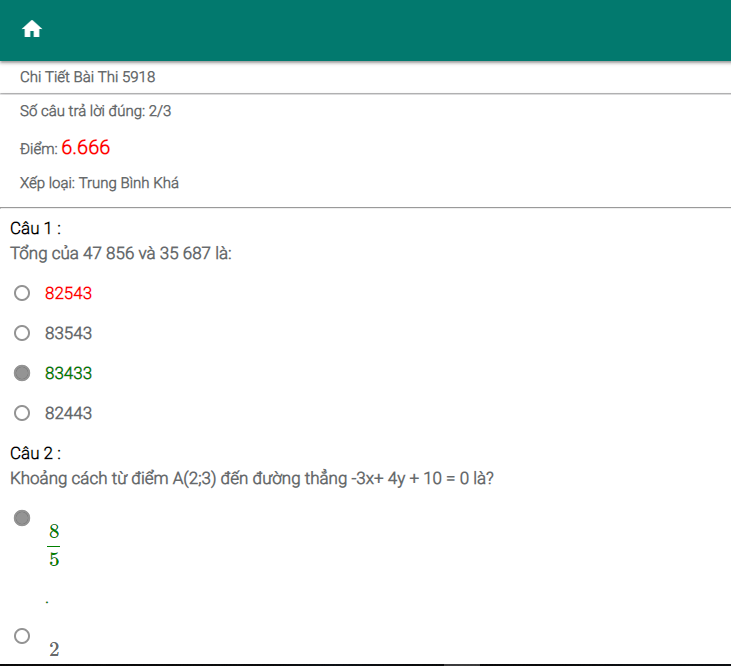 Chi Tiết Bài Thi 5918
Số câu trả lời đúng: 2/3
Điểm: 6.666
Xếp loại: Trung Bình Khá
Câu 1 :
Tổng của 47 856 và 35 687 là:
82543
83543
83433
82443
Câu 2 :
Khoảng cách từ điểm A(2;3) đến đường thẳng -3x+ 4y + 10 = 0 là?
8
5
.
2